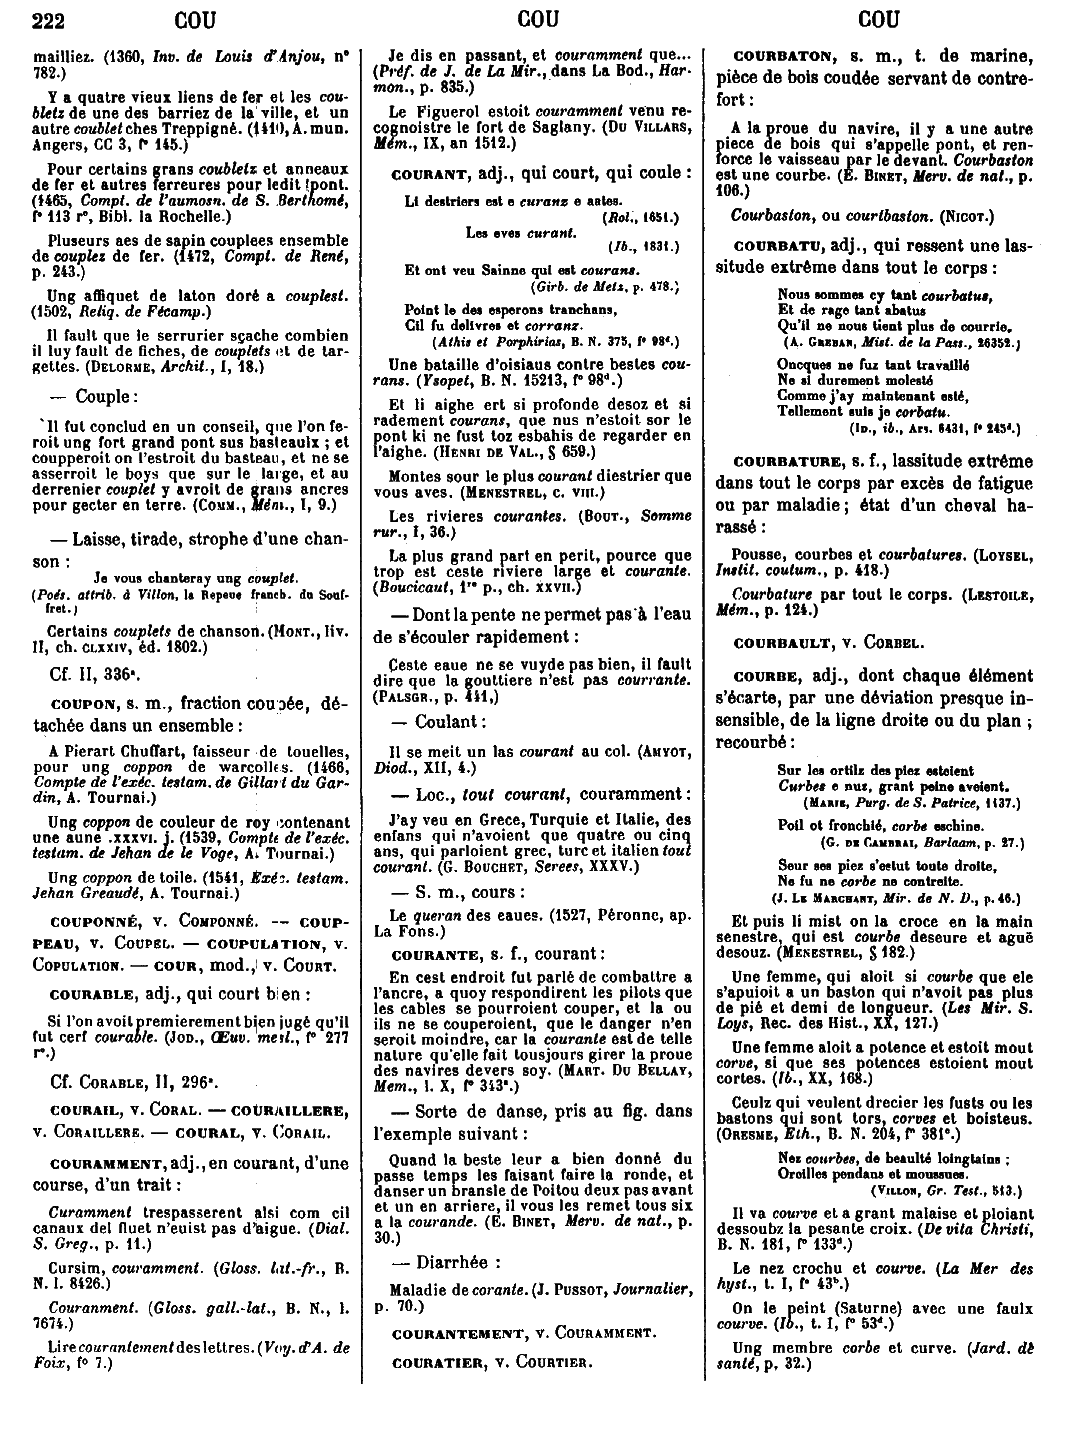 222 COU COU COU
mailliez. (1360, Inv. de Louis d'Anjou, n°
782.)
Y a quatre vieux liens de fer et les cou-
bletz de une des barriez de la ville, et un
autre coublet ches Treppigné. (1410, A. mun.
Angers, CC 3, f° 145.)
Pour certains grans coubletz et anneaux
de fer et autres ferreures pour ledit pont.
(1465, Compt. de l'aumosn. de S. Berthomé,
f° 113 r°, Bibl. la Rochelle.)
Pluseurs aes de sapin couplees ensemble
de couplez de fer. (1472, Compt. de René,
p. 243.)
Ung affiquet de laton doré a couplest.
(1502, Reliq. de Fécamp.)
Il fault que le serrurier sçache combien
il luy fault de fiches, de couplets et de tar-
gettes. (DELORME, Archit., I, 18.)
— Couple :
Il fut conclud en un conseil, que l'on fe-
roit ung fort grand pont sus basteaulx ; et
coupperoit on l'estroit du basteau, et ne se
asserroit le boys que sur le large, et au
derrenier couplet y avroit de grans ancres
pour gecter en terre. (COMM., Mém., I, 9.)
— Laisse, tirade, strophe d'une chan-
son :
Je vous chanteray ung couplet.
(Poés. attrib. à Villon, la Repeue franch. du Souf-
fret.)
Certains couplets de chanson. (MONT., liv.
II, ch. CLXXIV, éd. 1802.)
Cf. II, 336ª.
COUPON, s. m., fraction coupée, dé-
tachée dans un ensemble :
A Pierart Chuffart, faisseur de touelles,
pour ung coppon de warcolles. (1466,
Compte de l'exéc. testam. de Gillart du Gar-
din, A. Tournai.)
Ung coppon de couleur de roy contenant
une aune .XXXVI. j. (1539, Compte de l'exéc.
testam. de Jehan de le Voge, A. Tournai.)
Ung coppon de toile. (1541, Exéc. testam.
Jehan Greaudé, A. Tournai.)
COUPONNÉ, V. COMPONNÉ. — COUP-
PEAU, V. COUPEL. — COUPULATION, V.
COPULATION. — COUR, mod., V. COURT.
COURABLE, adj., qui court bien :
Si l'on avoit premierement bien jugé qu'il
fut cerf courable. (JOD., Œuv. mesl., f° 277
r°.)
Cf. CORABLE, II, 296ª.
COURAIL, V. CORAL. — COURAILLERE,
V. CORAILLERE. — COURAL, V. CORAIL.
COURAMMENT, adj., en courant, d'une
course, d'un trait :
Curamment trespasserent alsi com cil
canaux del fluet n'euist pas d'aigue. (Dial.
S. Greg., p. 11.)
Cursim, couramment. (Gloss. lat.-fr., B.
N. l. 8426.)
Couranment. (Gloss. gall.-lat., B. N., l.
7674.)
Lire courantement des lettres. (Voy. d'A. de
Foix, f° 7.)
Je dis en passant, et couramment que...
(Préf. de J. de La Mir., dans La Bod., Har-
mon., p. 835.)
Le Figuerol estoit couramment venu re-
cognoistre le fort de Saglany. (DU VILLARS,
Mém., IX, an 1512.)
COURANT, adj., qui court, qui coule :
Li destriers est e curanz e aates.
(Rol., 1651.)
Les eves curant.
(Ib., 1831.)
Et ont veu Sainne qui est courans.
(Girb. de Metz, p. 478.)
Point le des esperons tranchans,
Cil fu delivres et corranz.
(Athis et Porphirias, B. N. 375, f° 98ᵈ.)
Une bataille d'oisiaus contre bestes cou-
rans. (Ysopet, B. N. 15213, f° 98ᵈ.)
Et li aighe ert si profonde desoz et si
radement courans, que nus n'estoit sor le
pont ki ne fust toz esbahis de regarder en
l'aighe. (HENRI DE VAL., § 659.)
Montes sour le plus courant diestrier que
vous aves. (MENESTREL, C. VIII.)
Les rivieres courantes. (BOUT., Somme
rur., I, 36.)
La plus grand part en perit, pource que
trop est ceste riviere large et courante.
(Boucicaut, 1ʳᵉ p., ch. XXVII.)
— Dont la pente ne permet pas à l'eau
de s'écouler rapidement :
Ceste eaue ne se vuyde pas bien, il fault
dire que la gouttiere n'est pas courrante.
(PALSGR., p. 441,)
— Coulant :
Il se meit un las courant au col. (AMYOT,
Diod., XII, 4.)
— Loc., tout courant, couramment :
J'ay veu en Grece, Turquie et Italie, des
enfans qui n'avoient que quatre ou cinq
ans, qui parloient grec, turc et italien tout
courant. (G. BOUCHET, Serees, XXXV.)
— S. m., cours :
Le queran des eaues. (1527, Péronne, ap.
La Fons.)
COURANTE, s. f., courant :
En cest endroit fut parlé de combattre a
l'ancre, a quoy respondirent les pilots que
les cables se pourroient couper, et la ou
ils ne se couperoient, que le danger n'en
seroit moindre, car la courante est de telle
nature qu'elle fait tousjours girer la proue
des navires devers soy. (MART. DU BELLAY,
Mem., l. X, f° 343ᵉ.)
— Sorte de danse, pris au fig. dans
l'exemple suivant :
Quand la beste leur a bien donné du
passe temps les faisant faire la ronde, et
danser un bransle de Poitou deux pas avant
et un en arriere, il vous les remet tous six
a la courande. (E. BINET, Merv. de nat., p.
30.)
— Diarrhée :
Maladie de corante. (J. PUSSOT, Journalier,
p. 70.)
COURANTEMENT, V. COURAMMENT.
COURATIER, V. COURTIER.
COURBATON, s. m., t. de marine,
pièce de bois coudée servant de contre-
fort :
A la proue du navire, il y a une autre
piece de bois qui s'appelle pont, et ren-
force le vaisseau par le devant. Courbaston
est une courbe. (E. BINET, Merv. de nat., p.
106.)
Courbaston, ou courtbaston. (NICOT.)
COURBATU, adj., qui ressent une las-
situde extrême dans tout le corps :
Nous sommes cy tant courbatus,
Et de rage tant abatus
Qu'il ne nous tient plus de courrie.
(A. GREBAN, Mist. de la Pass., 26352.)
Oncques ne fuz tant travaillé
Ne si durement molesté
Comme j'ay maintenant esté,
Tellement suis je corbatu.
(ID., ib., Ars. 6431, f° 245ᵈ.)
COURBATURE, s. f., lassitude extrême
dans tout le corps par excès de fatigue
ou par maladie ; état d'un cheval ha-
rassé :
Pousse, courbes et courbatures. (LOYSEL,
Instit. coutum., p. 418.)
Courbature par tout le corps. (LESTOILE,
Mém., p. 124.)
COURBAULT, V. CORBEL.
COURBE, adj., dont chaque élément
s'écarte, par une déviation presque in-
sensible, de la ligne droite ou du plan ;
recourbé :
Sur les ortilz des piez esteient
Curbes e nuz, grant peine aveient.
(MARIE, Purg. de S. Patrice, 1137.)
Poil ot fronchié, corbe eschine.
(G. DE CAMBRAI, Barlaam, p. 27.)
Seur ses piez s'estut toute droite,
Ne fu ne corbe ne contreite.
(J. LE MARCHANT, Mir. de N. D., p. 46.)
Et puis li mist on la croce en la main
senestre, qui est courbe deseure et aguë
desouz. (MENESTREL, § 182.)
Une femme, qui aloit si courbe que ele
s'apuioit a un baston qui n'avoit pas plus
de pié et demi de longueur. (Les Mir. S.
Loys, Rec. des Hist., XX, 127.)
Une femme aloit a potence et estoit mout
corve, si que ses potences estoient mout
cortes. (Ib., XX, 168.)
Ceulz qui veulent drecier les fusts ou les
bastons qui sont tors, corves et boisteus.
(ORESME, Eth., B. N. 204, f° 381ᵉ.)
Nez courbes, de beaulté loingtains ;
Oreilles pendans et moussues.
(VILLON, Gr. Test., 513.)
Il va courve et a grant malaise et ploiant
dessoubz la pesante croix. (De vita Christi,
B. N. 181, f° 133ᵈ.)
Le nez crochu et courve. (La Mer des
hyst., t. I, f° 43ᵇ.)
On le peint (Saturne) avec une faulx
courve. (Ib., t. I, f° 53ᵈ.)
Ung membre corbe et curve. (Jard. de
santé, p. 32.)